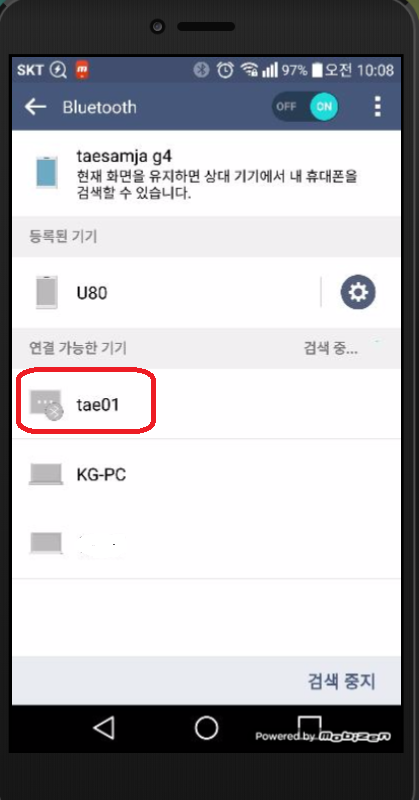 SKT 97% 오전 10:08
Bluetooth OFF ON
taesamja g4
현재 화면을 유지하면 상대 기기에서 내 휴대폰을
검색할 수 있습니다.
등록된 기기
U80
연결 가능한 기기 검색 중...
tae01
KG-PC
검색 중지
Powered by mobizen